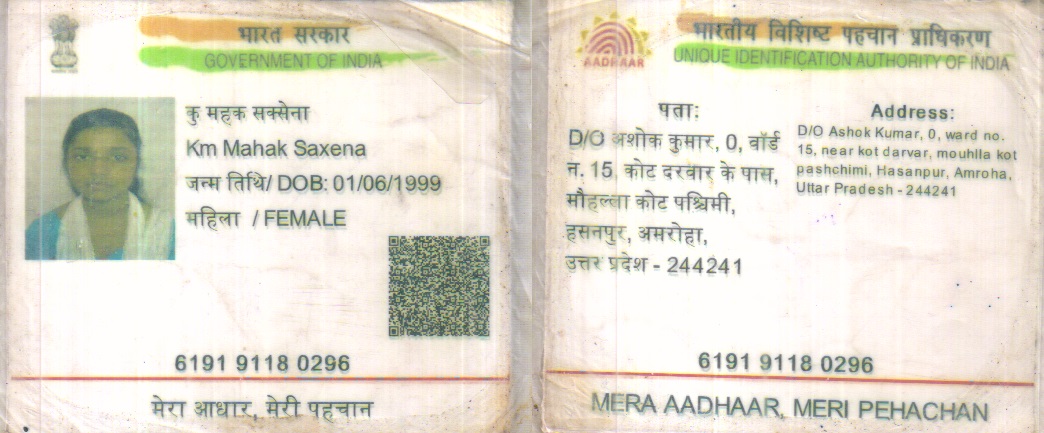 भारत सरकार
GOVERNMENT OF INDIA
कु महक सक्सेना
Km Mahak Saxena
जन्म तिथि/ DOB: 01/06/1999
महिला / FEMALE
6191 9118 0296
मेरा आधार, मेरी पहचान
भारतीय विशिष्ट पहचान प्राधिकरण
UNIQUE IDENTIFICATION AUTHORITY OF INDIA
AADHAAR
पता:
D/O अशोक कुमार, 0, वॉर्ड
न. 15, कोट दरवार के पास,
मौहल्ला कोट पश्चिमी,
हसनपुर, अमरोहा,
उत्तर प्रदेश - 244241
Address:
D/O Ashok Kumar, 0, ward no.
15, near kot darvar, mouhlla kot
pashchimi, Hasanpur, Amroha,
Uttar Pradesh - 244241
6191 9118 0296
MERA AADHAAR, MERI PEHACHAN